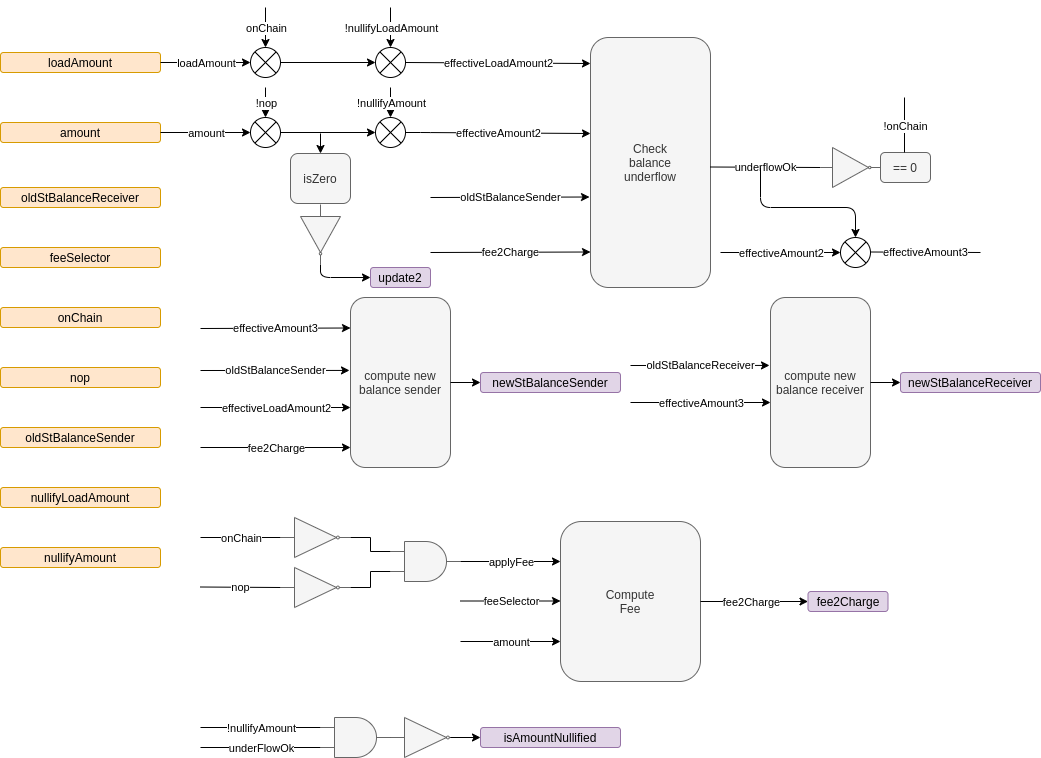 onChain
!nullifyLoadAmount
loadAmount
loadAmount
effectiveLoadAmount2
!nop
!nullifyAmount
amount
amount
effectiveAmount2
Check
balance
underflow
!onChain
underflowOk
== 0
isZero
oldStBalanceReceiver
oldStBalanceSender
feeSelector
fee2Charge
effectiveAmount2
effectiveAmount3
update2
onChain
effectiveAmount3
oldStBalanceSender
effectiveLoadAmount2
fee2Charge
compute new
balance sender
newStBalanceSender
oldStBalanceReceiver
effectiveAmount3
compute new
balance receiver
newStBalanceReceiver
nop
oldStBalanceSender
nullifyLoadAmount
nullifyAmount
onChain
nop
applyFee
feeSelector
amount
Compute
Fee
fee2Charge
fee2Charge
!nullifyAmount
underFlowOk
isAmountNullified